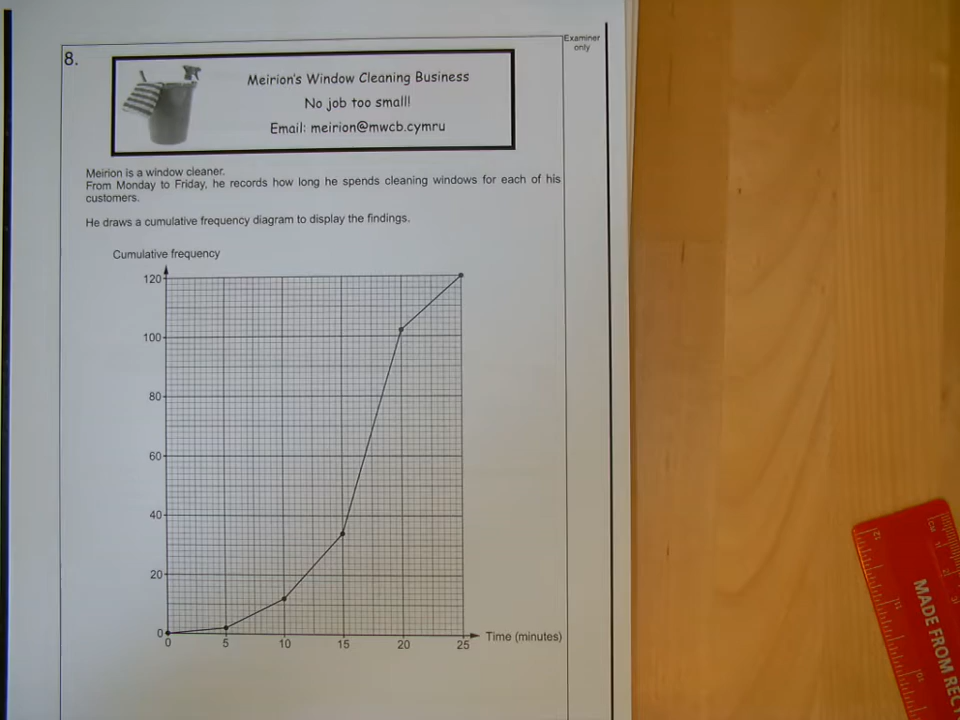 Examiner
only
8.
Meirion's Window Cleaning Business
No job too small!
Email: meirion@mwcb.cymru
Meirion is a window cleaner.
From Monday to Friday, he records how long he spends cleaning windows for each of his
customers.
He draws a cumulative frequency diagram to display the findings.
Cumulative frequency
120
100
80
60
40
20
0
0 5 10 15 20 25 Time (minutes)
MADE FROM REC